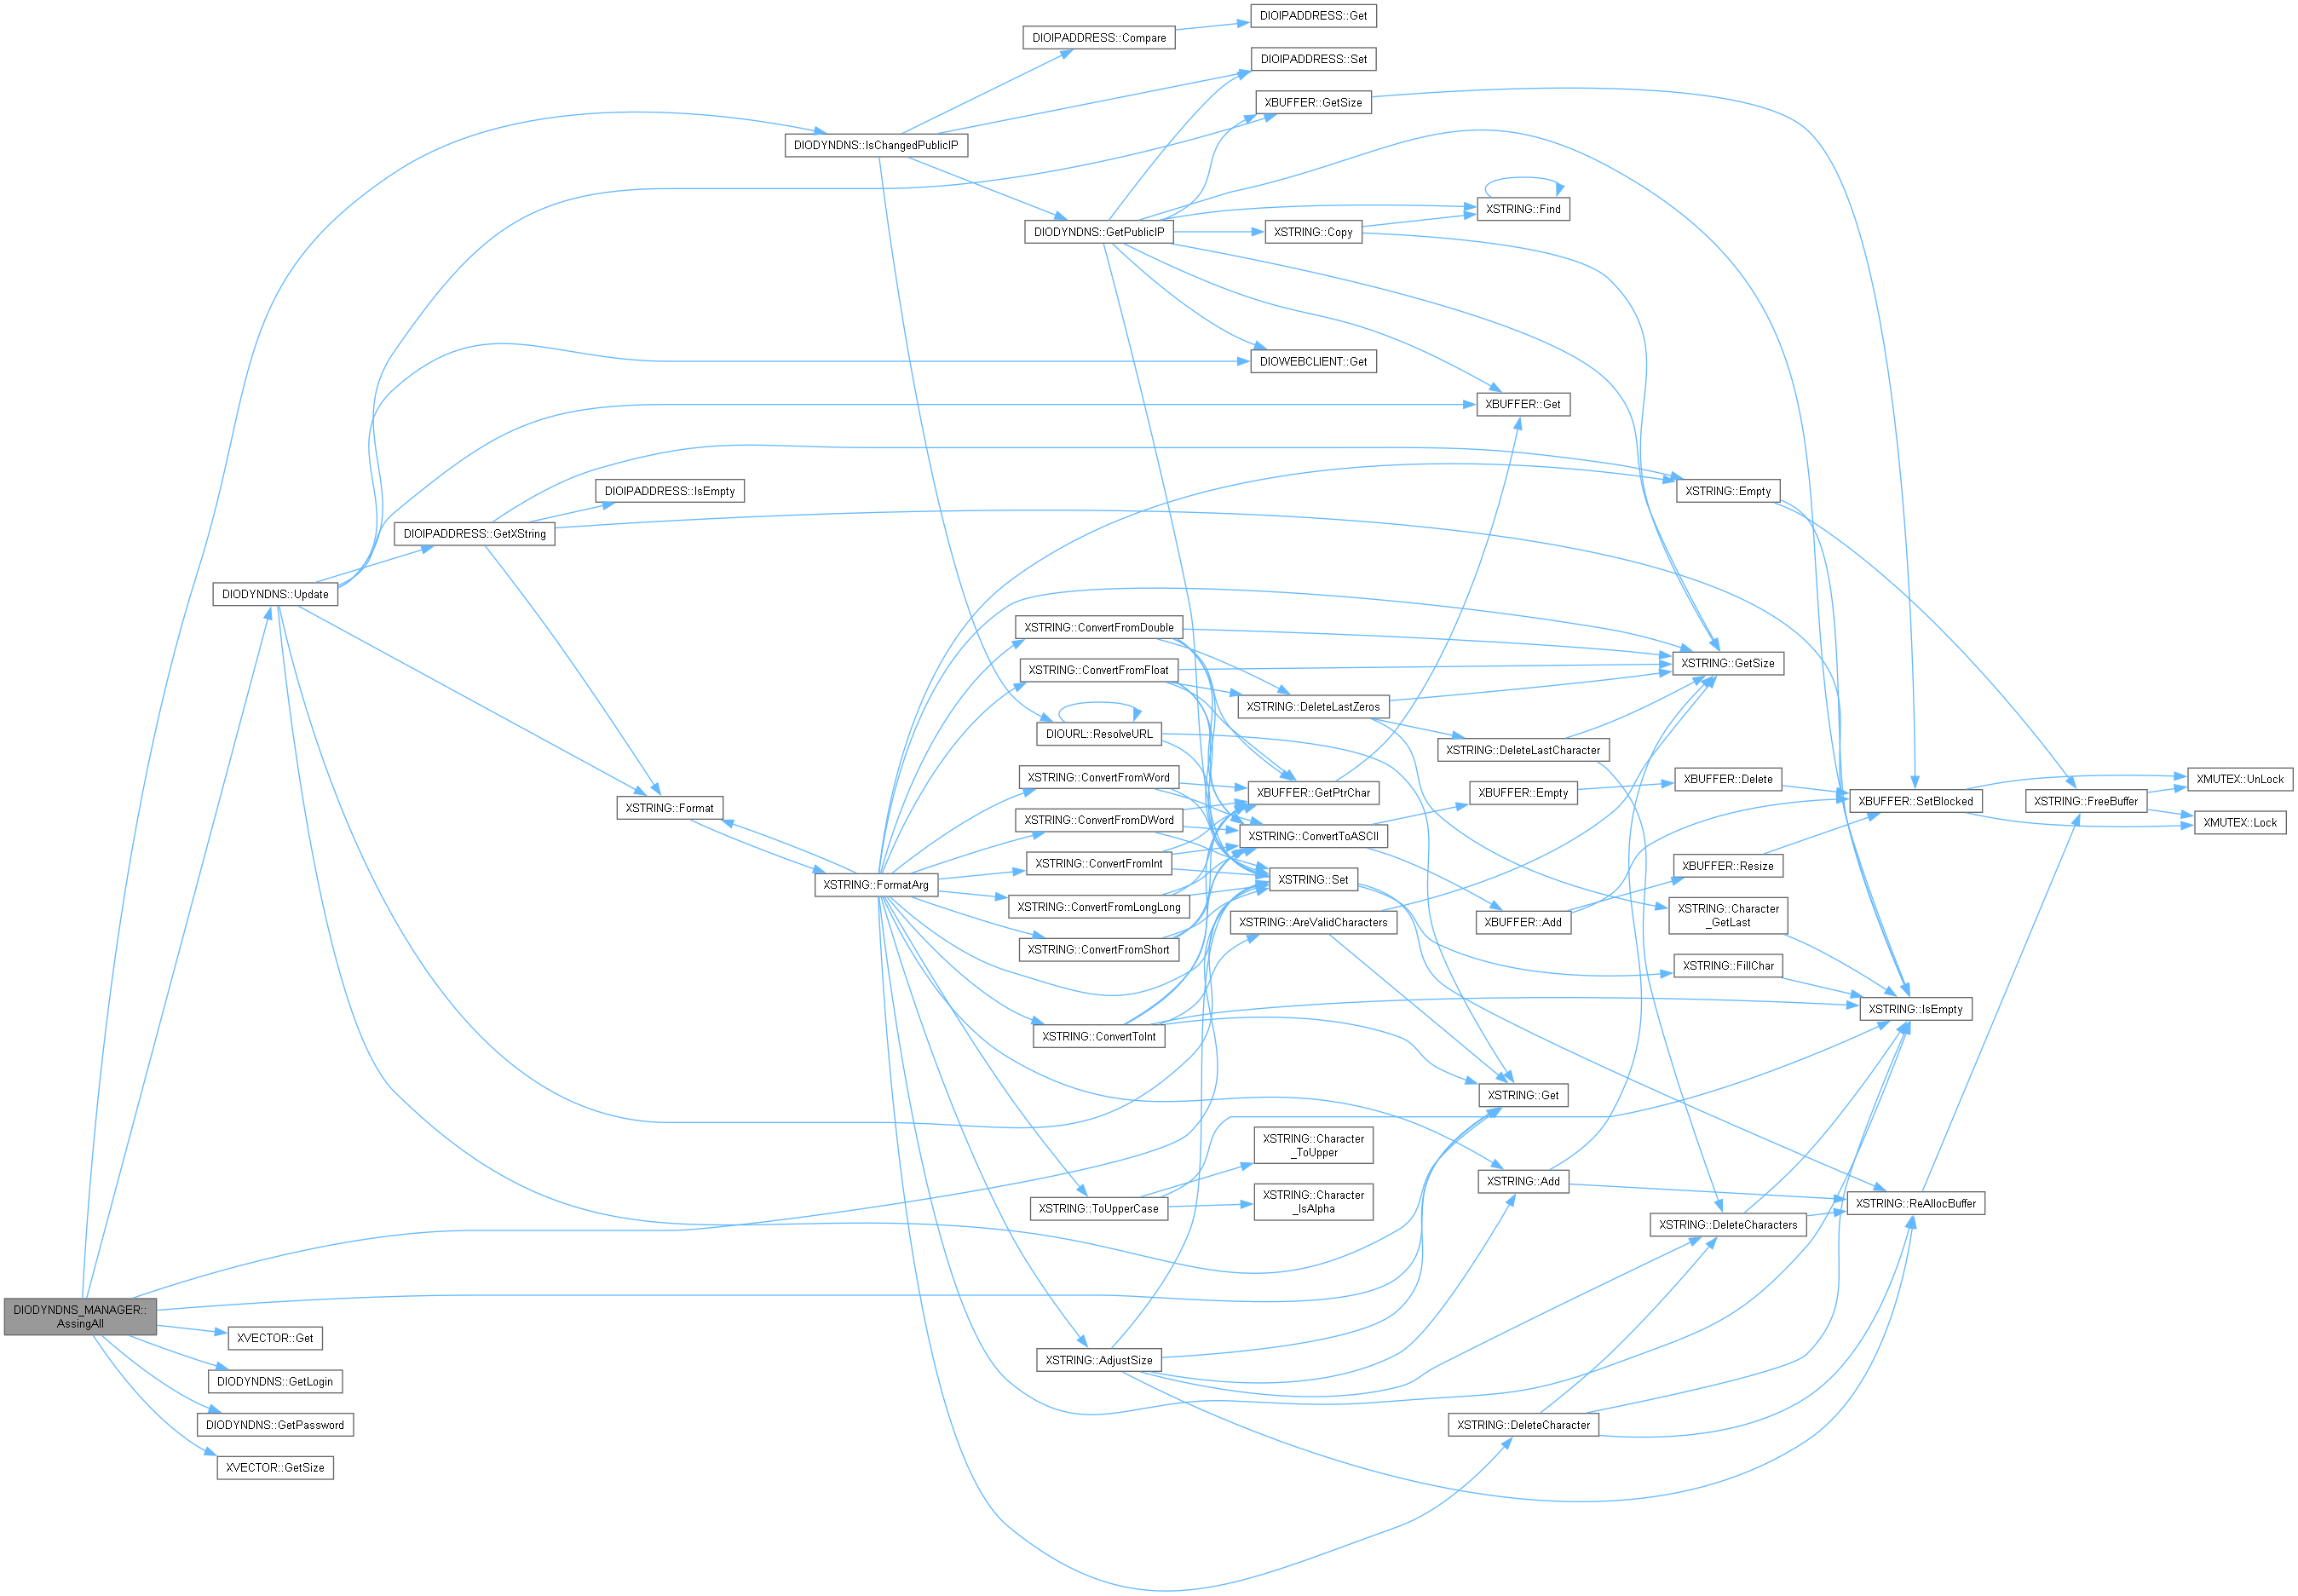 DIOIPADDRESS::Get
DIOIPADDRESS::Compare
DIOIPADDRESS::Set
XBUFFER::GetSize
DIODYNDNS::IsChangedPublicIP
XSTRING::Find
DIODYNDNS::GetPublicIP
XSTRING::Copy
DIOWEBCLIENT::Get
XBUFFER::Get
DIOIPADDRESS::IsEmpty
XSTRING::Empty
DIOIPADDRESS::GetXString
DIODYNDNS::Update
XSTRING::ConvertFromDouble
XSTRING::ConvertFromFloat
XSTRING::GetSize
XSTRING::DeleteLastZeros
DIOURL::ResolveURL
XSTRING::DeleteLastCharacter
XSTRING::ConvertFromWord
XBUFFER::GetPtrChar
XBUFFER::Empty
XBUFFER::Delete
XMUTEX::UnLock
XSTRING::Format
XBUFFER::SetBlocked
XSTRING::FreeBuffer
XSTRING::ConvertFromDWord
XSTRING::ConvertToASCII
XMUTEX::Lock
XSTRING::ConvertFromInt
XBUFFER::Resize
XSTRING::FormatArg
XSTRING::Set
XSTRING::ConvertFromLongLong
XSTRING::AreValidCharacters
XBUFFER::Add
XSTRING::Character
_GetLast
XSTRING::ConvertFromShort
XSTRING::FillChar
XSTRING::IsEmpty
XSTRING::ConvertToInt
XSTRING::Get
XSTRING::Character
_ToUpper
XSTRING::Add
XSTRING::ToUpperCase
XSTRING::Character
_IsAlpha
XSTRING::ReAllocBuffer
XSTRING::DeleteCharacters
DIODYNDNS_MANAGER::
AssingAll
XVECTOR::Get
XSTRING::AdjustSize
DIODYNDNS::GetLogin
DIODYNDNS::GetPassword
XSTRING::DeleteCharacter
XVECTOR::GetSize